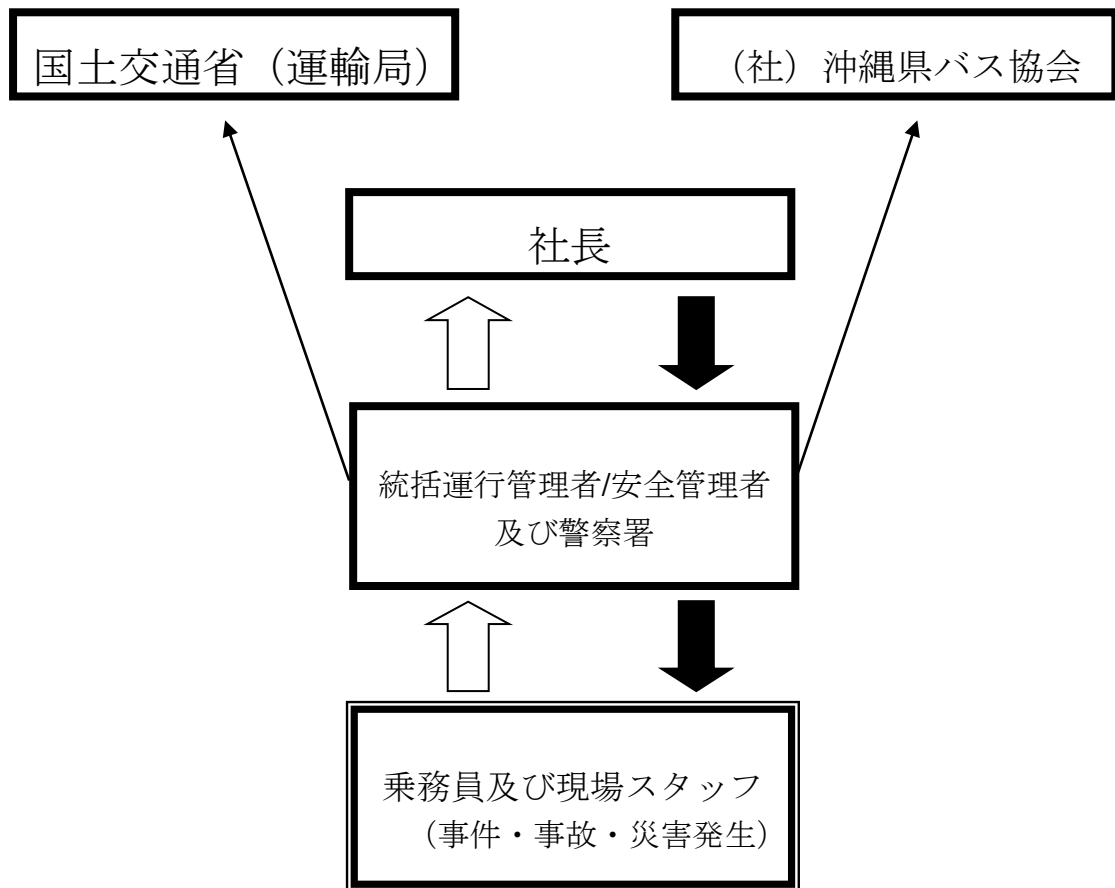 国土交通省（運輸局）
（社）沖縄県バス協会
社長
統括運行管理者/安全管理者
及び警察署
乗務員及び現場スタッフ
（事件・事故・災害発生）